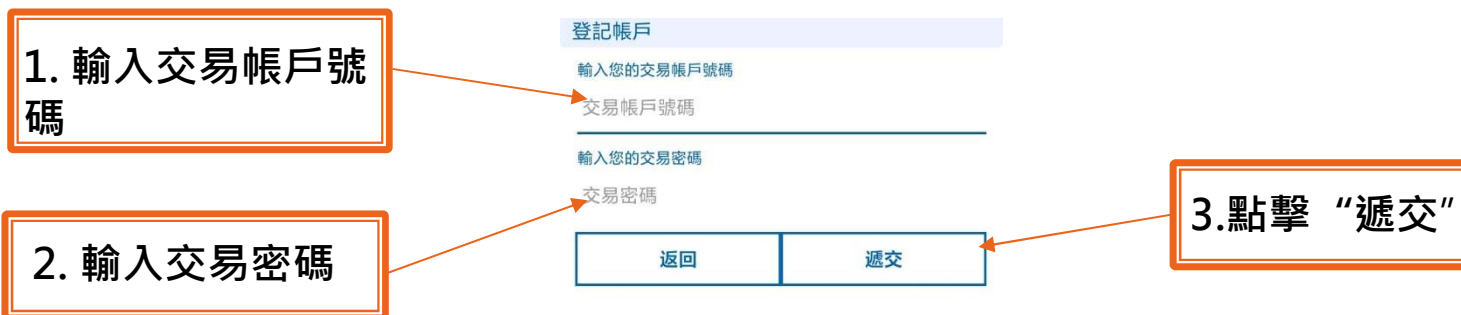 1. 輸入交易帳戶號
碼
2. 輸入交易密碼
登記帳戶
輸入您的交易帳戶號碼
交易帳戶號碼
輸入您的交易密碼
交易密碼
返回
遞交
3.點擊“遞交”